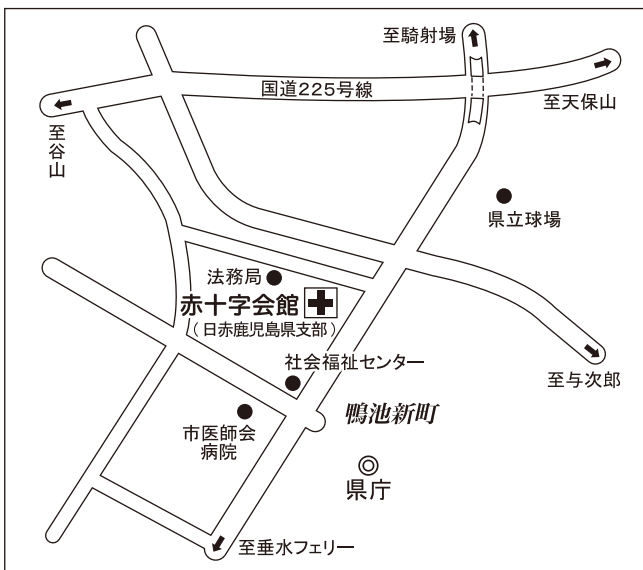 至騎射場
国道225号線
至天保山
至谷山
県立球場
法務局
赤十字会館
(日赤鹿児島県支部)
社会福祉センター
至与次郎
鴨池新町
市医師会
病院
県庁
至垂水フェリー